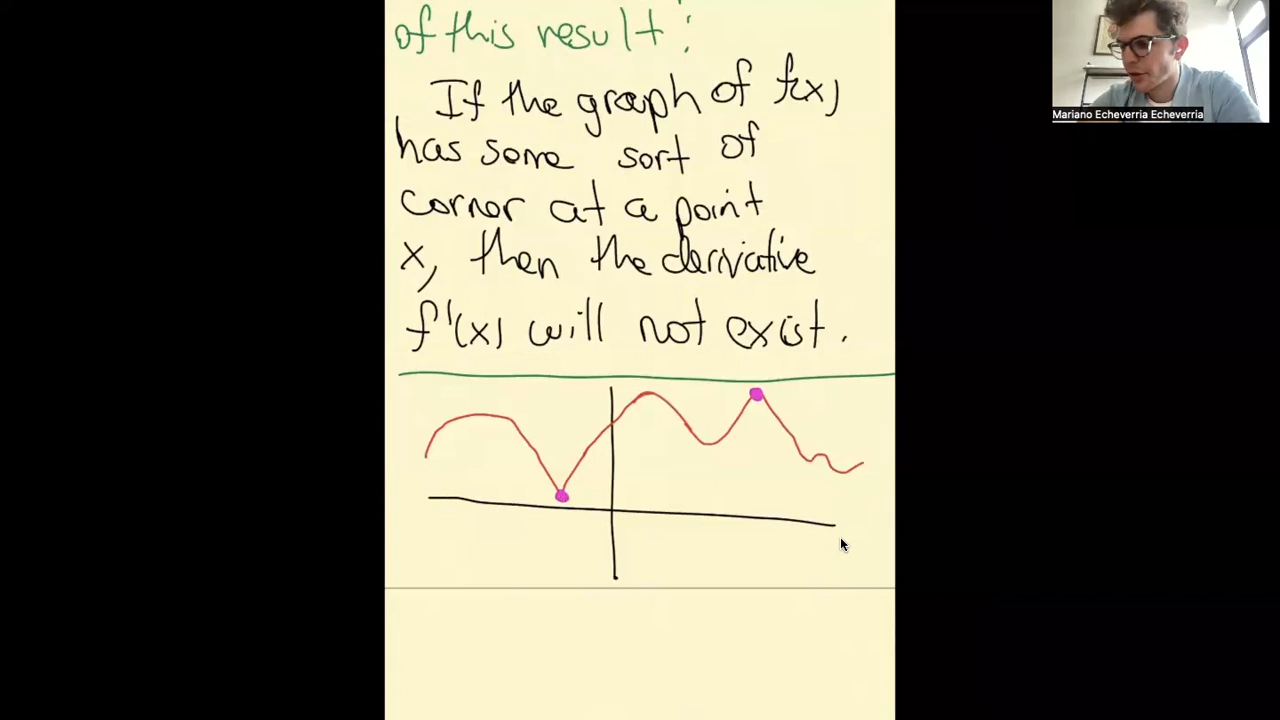 of this result:
If the graph of f(x)
has some sort of
cornor at a point
x, then the derivative
f'(x) will not exist.
Mariano Echeverria Echeverria